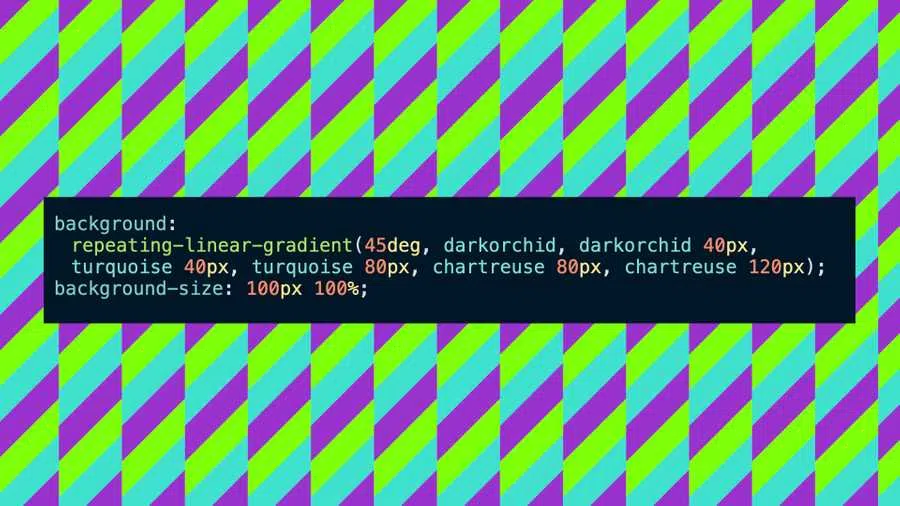 background:
repeating-linear-gradient(45deg, darkorchid, darkorchid 40px,
turquoise 40px, turquoise 80px, chartreuse 80px, chartreuse 120px);
background-size: 100px 100%;